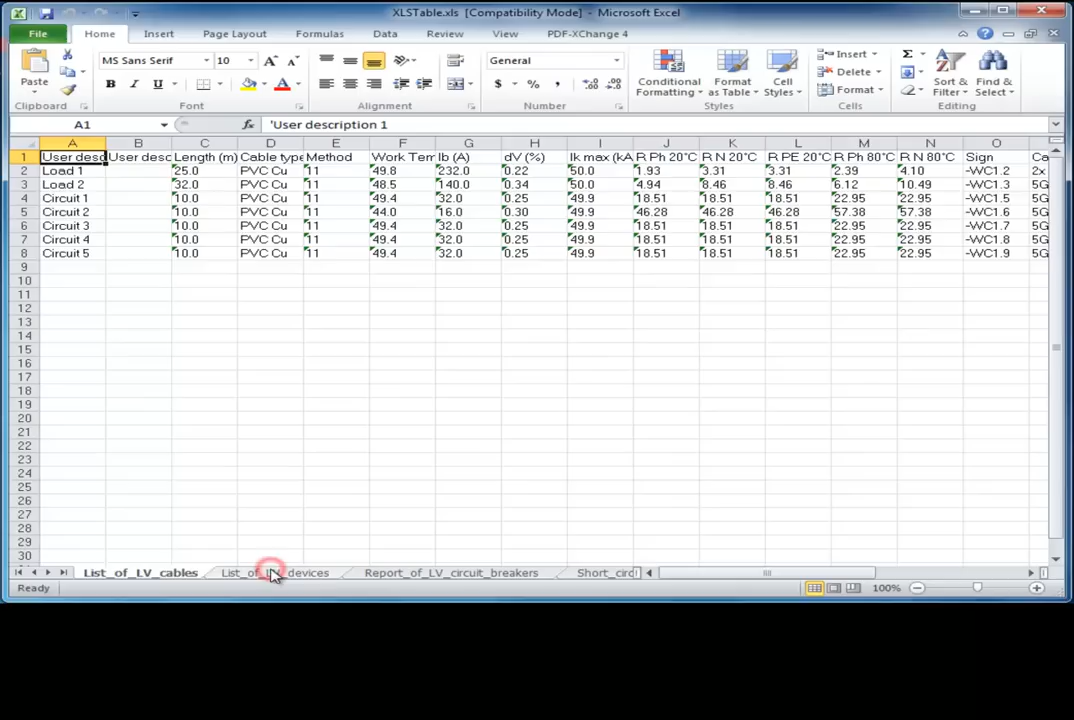 XLSTable.xls [Compatibility Mode] - Microsoft Excel
File Home Insert Page Layout Formulas Data Review View PDF-XChange 4
Paste MS Sans Serif 10 General Conditional Formatting Format as Table Cell Styles Insert Delete Format Sort & Filter Find & Select
B I U $ % ,
Clipboard Font Alignment Number Styles Cells Editing
A1 fx 'User description 1
A B C D E F G H I J K L M N O
1 User desc User desc Length (m) Cable type Method Work Tem Ib (A) dV (%) Ik max (kA R Ph 20°C R N 20°C R PE 20°C R Ph 80°C R N 80°C Sign Ca
2 Load 1 25.0 PVC Cu 11 49.8 232.0 0.22 50.0 1.93 3.31 3.31 2.39 4.10 -WC1.2 2x
3 Load 2 32.0 PVC Cu 11 48.5 140.0 0.34 50.0 4.94 8.46 8.46 6.12 10.49 -WC1.3 5G
4 Circuit 1 10.0 PVC Cu 11 49.4 32.0 0.25 49.9 18.51 18.51 18.51 22.95 22.95 -WC1.5 5G
5 Circuit 2 10.0 PVC Cu 11 44.0 16.0 0.30 49.9 46.28 46.28 46.28 57.38 57.38 -WC1.6 5G
6 Circuit 3 10.0 PVC Cu 11 49.4 32.0 0.25 49.9 18.51 18.51 18.51 22.95 22.95 -WC1.7 5G
7 Circuit 4 10.0 PVC Cu 11 49.4 32.0 0.25 49.9 18.51 18.51 18.51 22.95 22.95 -WC1.8 5G
8 Circuit 5 10.0 PVC Cu 11 49.4 32.0 0.25 49.9 18.51 18.51 18.51 22.95 22.95 -WC1.9 5G
9
10
11
12
13
14
15
16
17
18
19
20
21
22
23
24
25
26
27
28
29
30
List_of_LV_cables List_of_LV_devices Report_of_LV_circuit_breakers Short_circ
Ready 100%